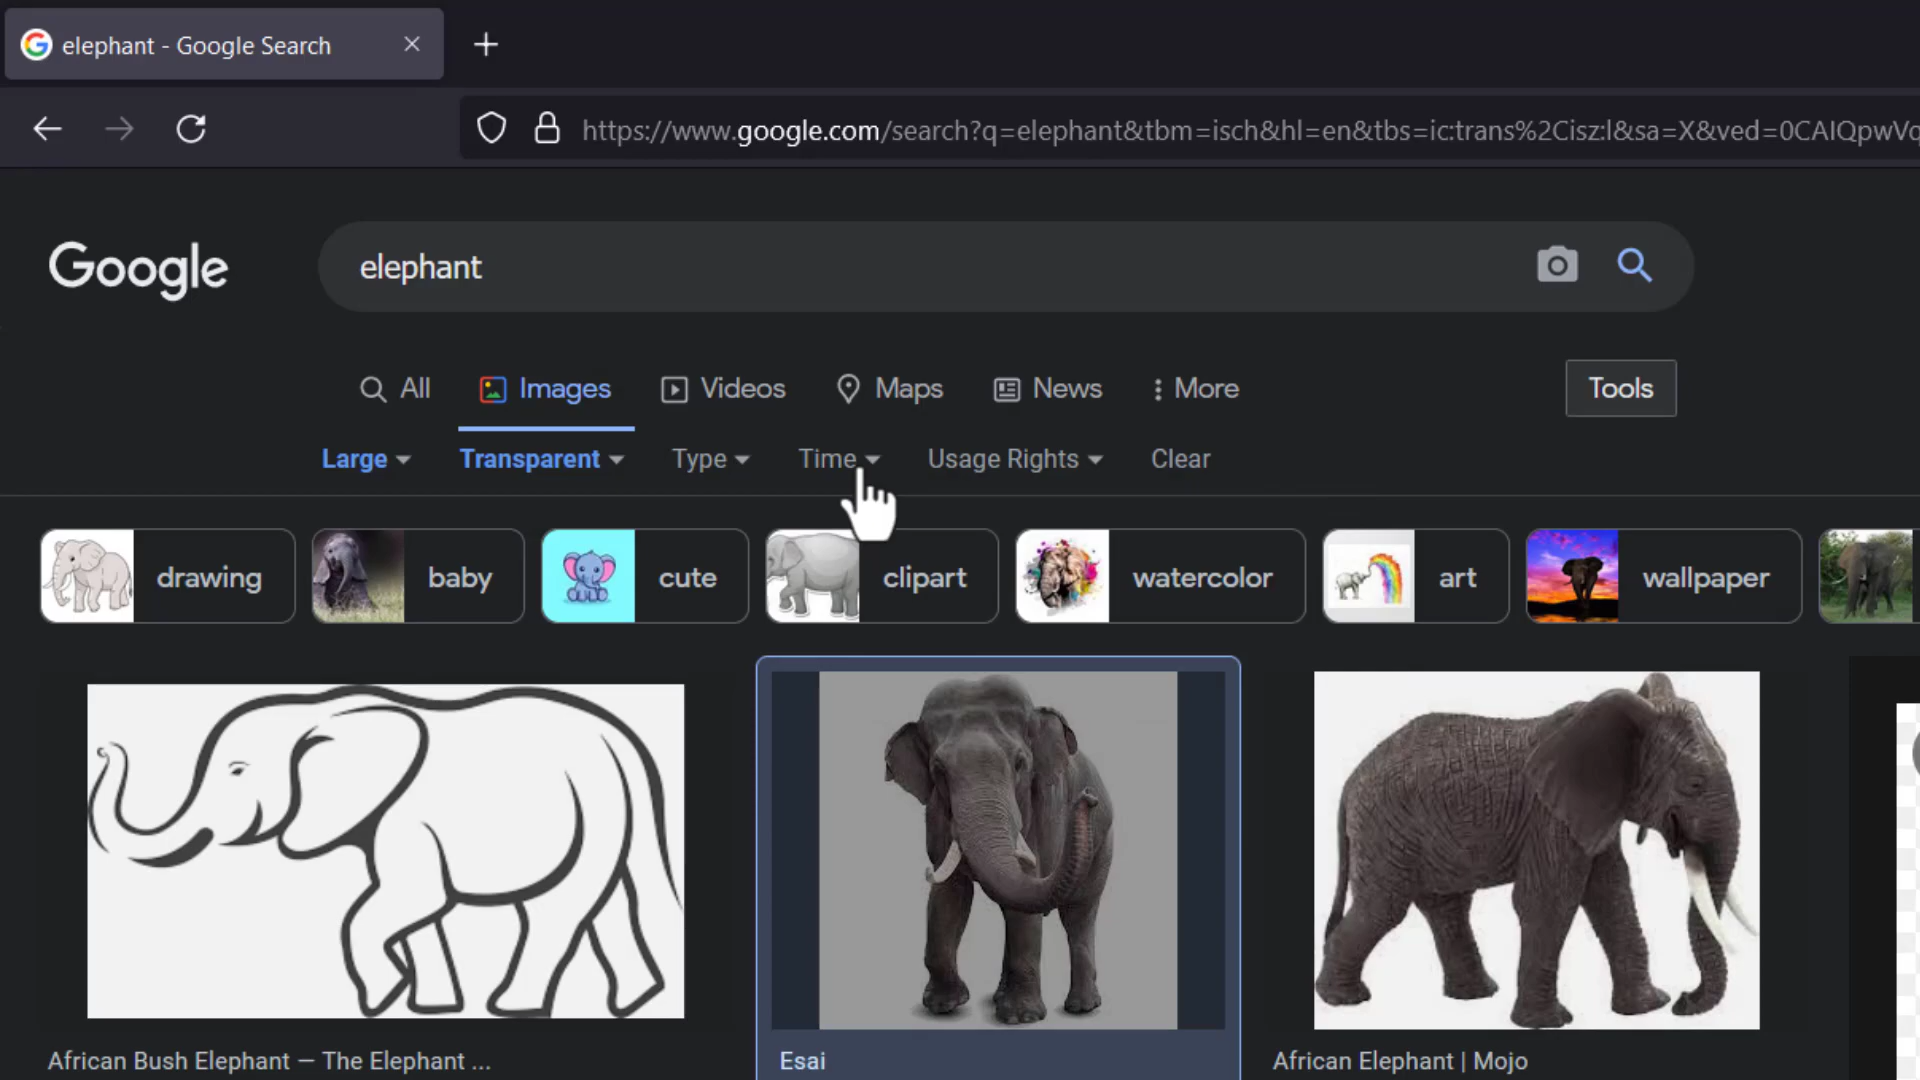 elephant - Google Search
https://www.google.com/search?q=elephant&tbm=isch&hl=en&tbs=ic:trans%2Cisz:l&sa=X&ved=0CAIQpwVq
Google
elephant
All Images Videos Maps News More Tools
Large Transparent Type Time Usage Rights Clear
drawing baby cute clipart watercolor art wallpaper
African Bush Elephant — The Elephant ... Esai African Elephant | Mojo